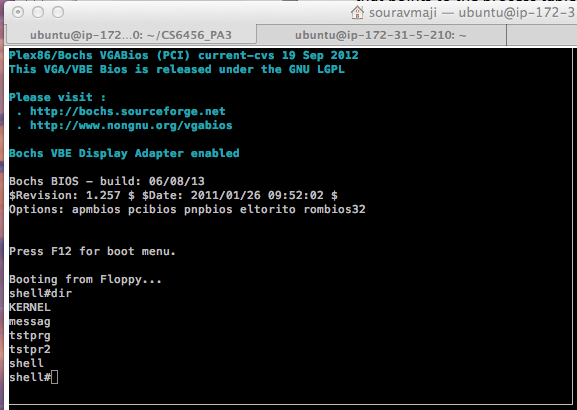 souravmaji — ubuntu@ip-172-3
ubuntu@ip-172...0: ~/CS6456_PA3
ubuntu@ip-172-31-5-210: ~
Plex86/Bochs VGABios (PCI) current-cvs 19 Sep 2012
This VGA/VBE Bios is released under the GNU LGPL
Please visit :
. http://bochs.sourceforge.net
. http://www.nongnu.org/vgabios
Bochs VBE Display Adapter enabled
Bochs BIOS - build: 06/08/13
$Revision: 1.257 $ $Date: 2011/01/26 09:52:02 $
Options: apmbios pcibios pnpbios eltorito rombios32
Press F12 for boot menu.
Booting from Floppy...
shell#dir
KERNEL
messag
tstprg
tstpr2
shell
shell#